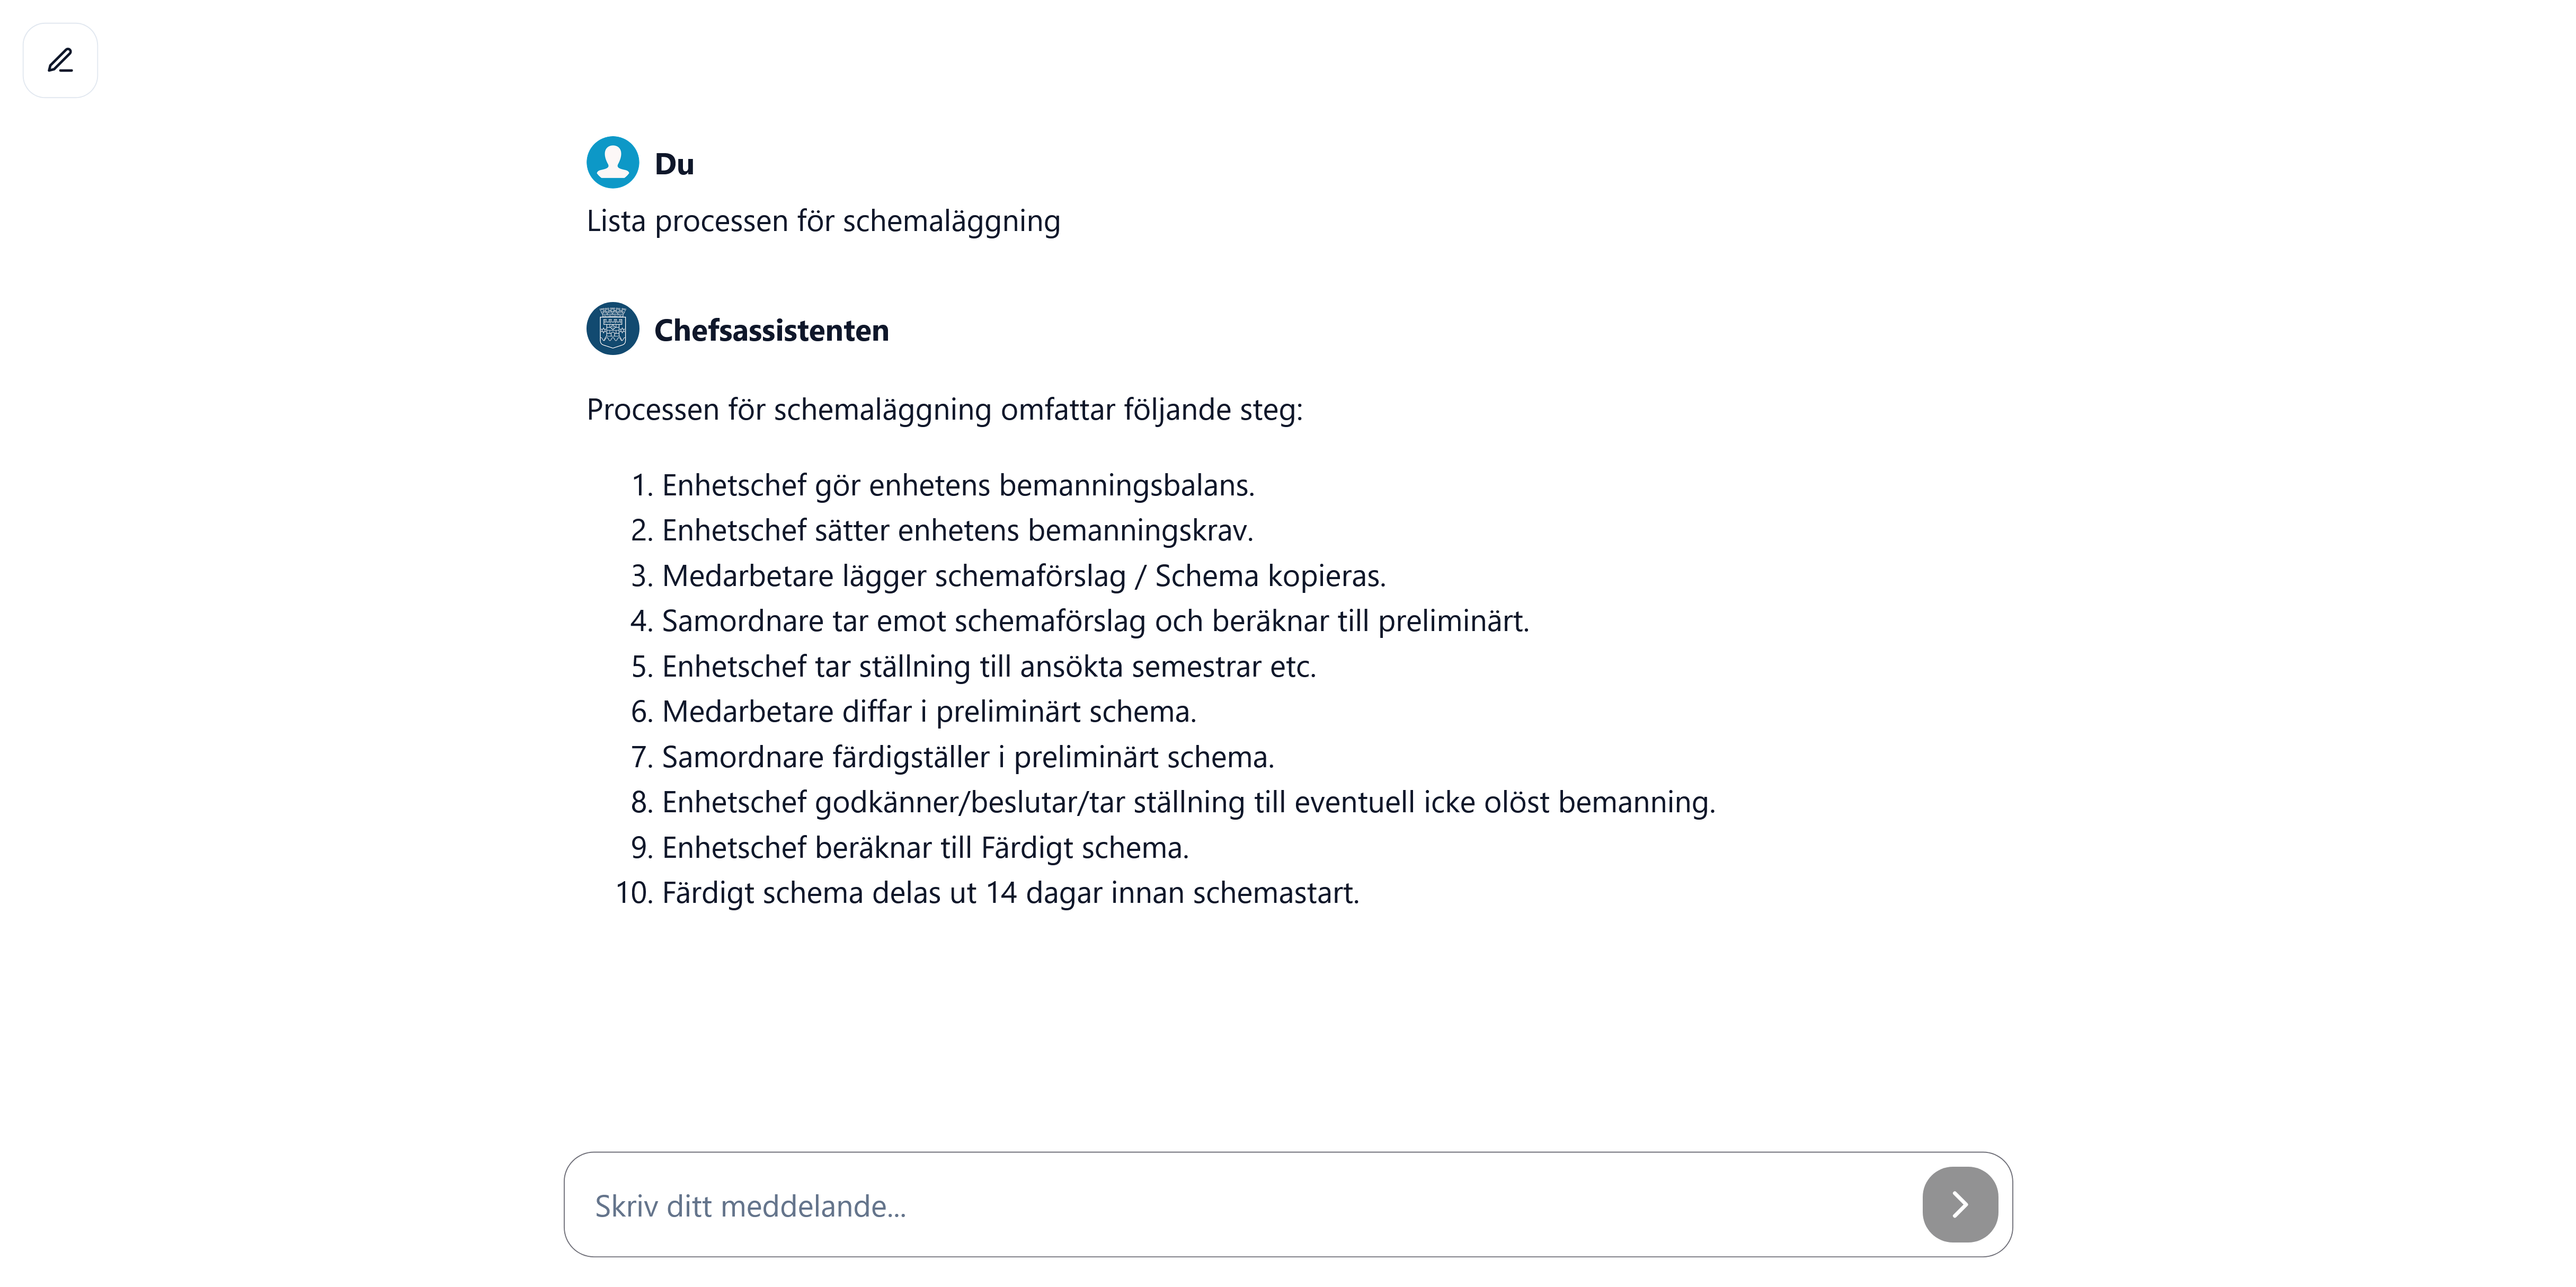 Du
Lista processen för schemaläggning
Chefsassistenten
Processen för schemaläggning omfattar följande steg:
1. Enhetschef gör enhetens bemanningsbalans.
2. Enhetschef sätter enhetens bemanningskrav.
3. Medarbetare lägger schemaförslag / Schema kopieras.
4. Samordnare tar emot schemaförslag och beräknar till preliminärt.
5. Enhetschef tar ställning till ansökta semestrar etc.
6. Medarbetare diffar i preliminärt schema.
7. Samordnare färdigställer i preliminärt schema.
8. Enhetschef godkänner/beslutar/tar ställning till eventuell icke olöst bemanning.
9. Enhetschef beräknar till Färdigt schema.
10. Färdigt schema delas ut 14 dagar innan schemastart.
Skriv ditt meddelande...